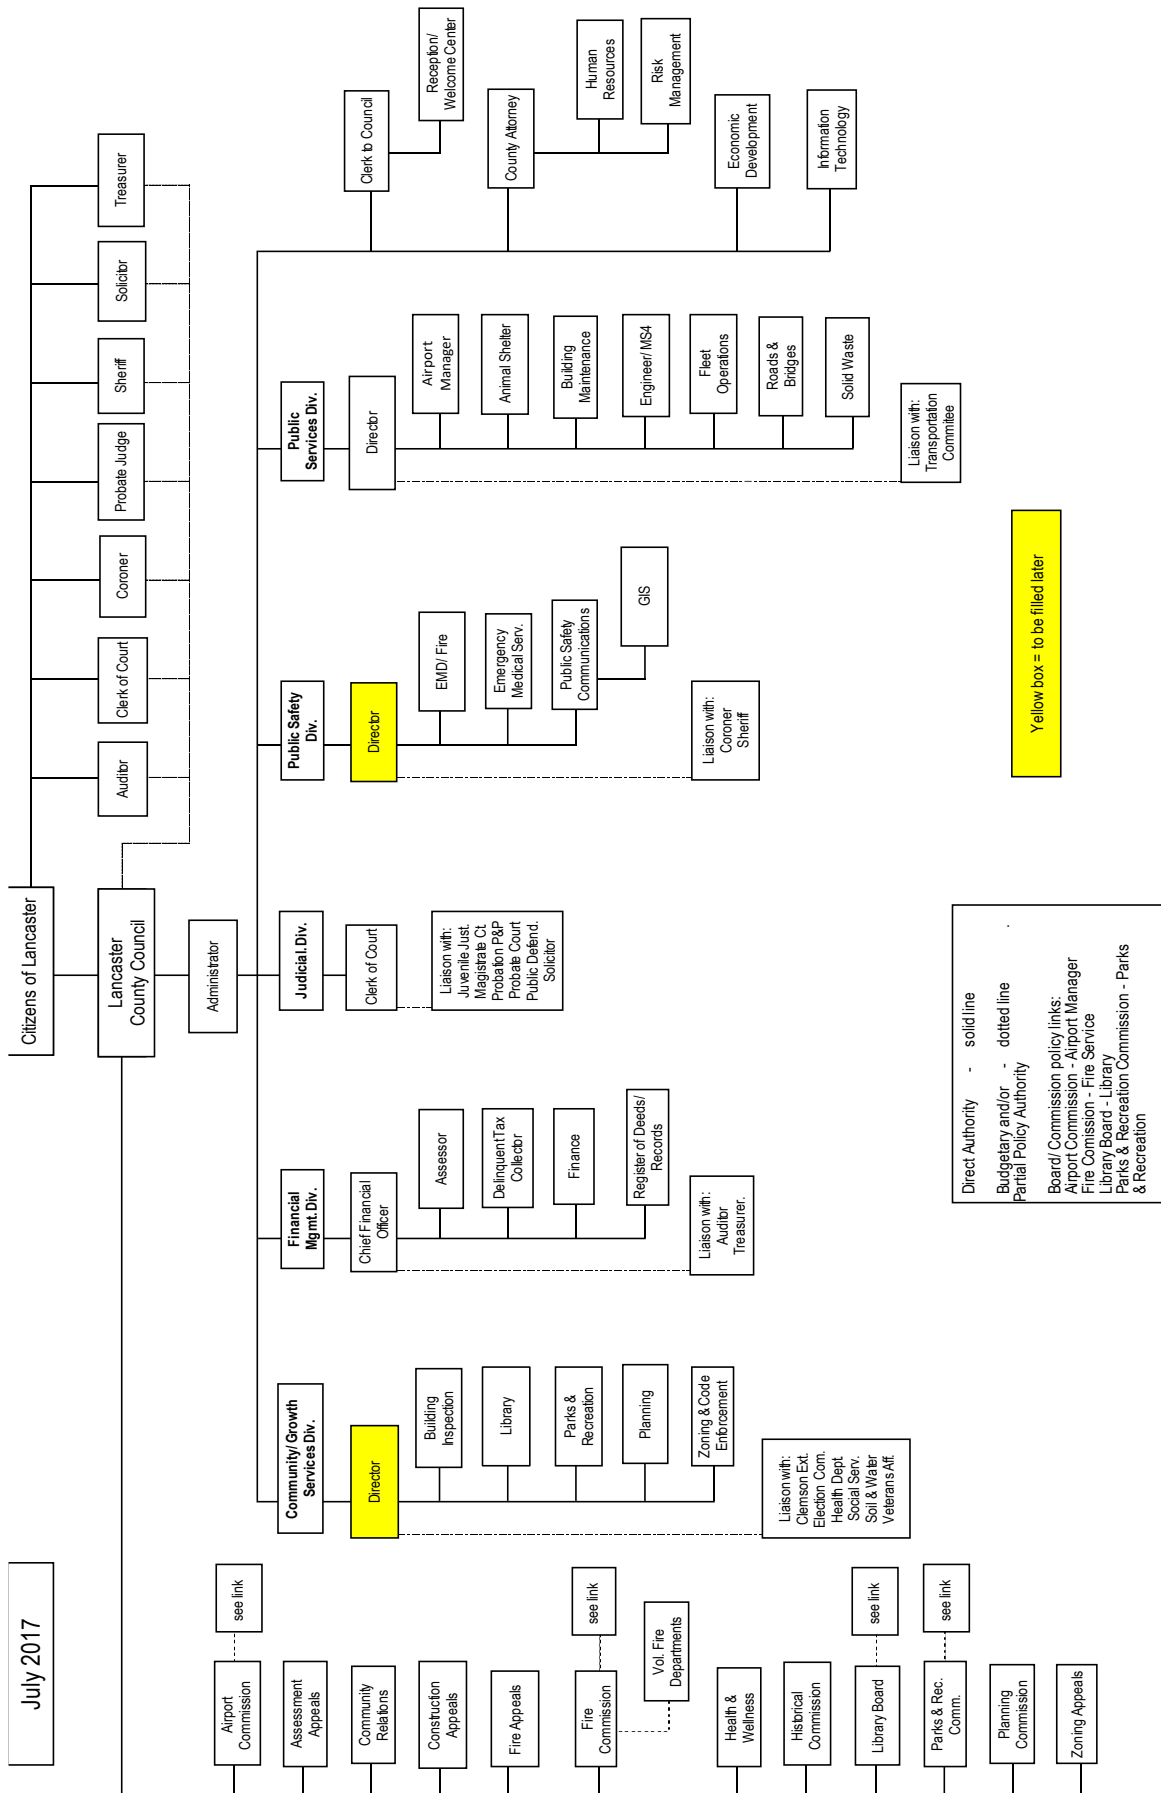 July 2017
Citizens of Lancaster
Lancaster
County Council
Administrator
Auditor
Clerk of Court
Coroner
Probate Judge
Sheriff
Solicitor
Treasurer
Airport
Commission
see link
Assessment
Appeals
Community
Relations
Construction
Appeals
Fire Appeals
Fire
Commission
see link
Vol. Fire
Departments
Health &
Wellness
Historical
Commission
Library Board
see link
Parks & Rec.
Comm.
see link
Planning
Commission
Zoning Appeals
Community/ Growth
Services Div.
Director
Building
Inspection
Library
Parks &
Recreation
Planning
Zoning & Code
Enforcement
Liaison with:
Clemson Ext.
Election Com.
Health Dept.
Social Serv.
Soil & Water
Veterans Aff.
Financial
Mgmt. Div.
Chief Financial
Officer
Assessor
Delinquent Tax
Collector
Finance
Register of Deeds/
Records
Liaison with:
Auditor
Treasurer.
Judicial. Div.
Clerk of Court
Liaison with:
Juvenile Just.
Magistrate Ct.
Probation P&P
Probate Court
Public Defend.
Solicitor
Public Safety
Div.
Director
EMD/ Fire
Emergency
Medical Serv.
Public Safety
Communications
GIS
Liaison with:
Coroner
Sheriff
Public
Services Div.
Director
Airport
Manager
Animal Shelter
Building
Maintenance
Engineer/ MS4
Fleet
Operations
Roads &
Bridges
Solid Waste
Liaison with:
Transportation
Commitee
Clerk to Council
Reception/
Welcome Center
County Attorney
Human
Resources
Risk
Management
Economic
Development
Information
Technology
Direct Authority - solid line
Budgetary and/or - dotted line .
Partial Policy Authority
Board/ Commission policy links:
Airport Commission - Airport Manager
Fire Comission - Fire Service
Library Board - Library
Parks & Recreation Commission - Parks
& Recreation
Yellow box = to be filled later